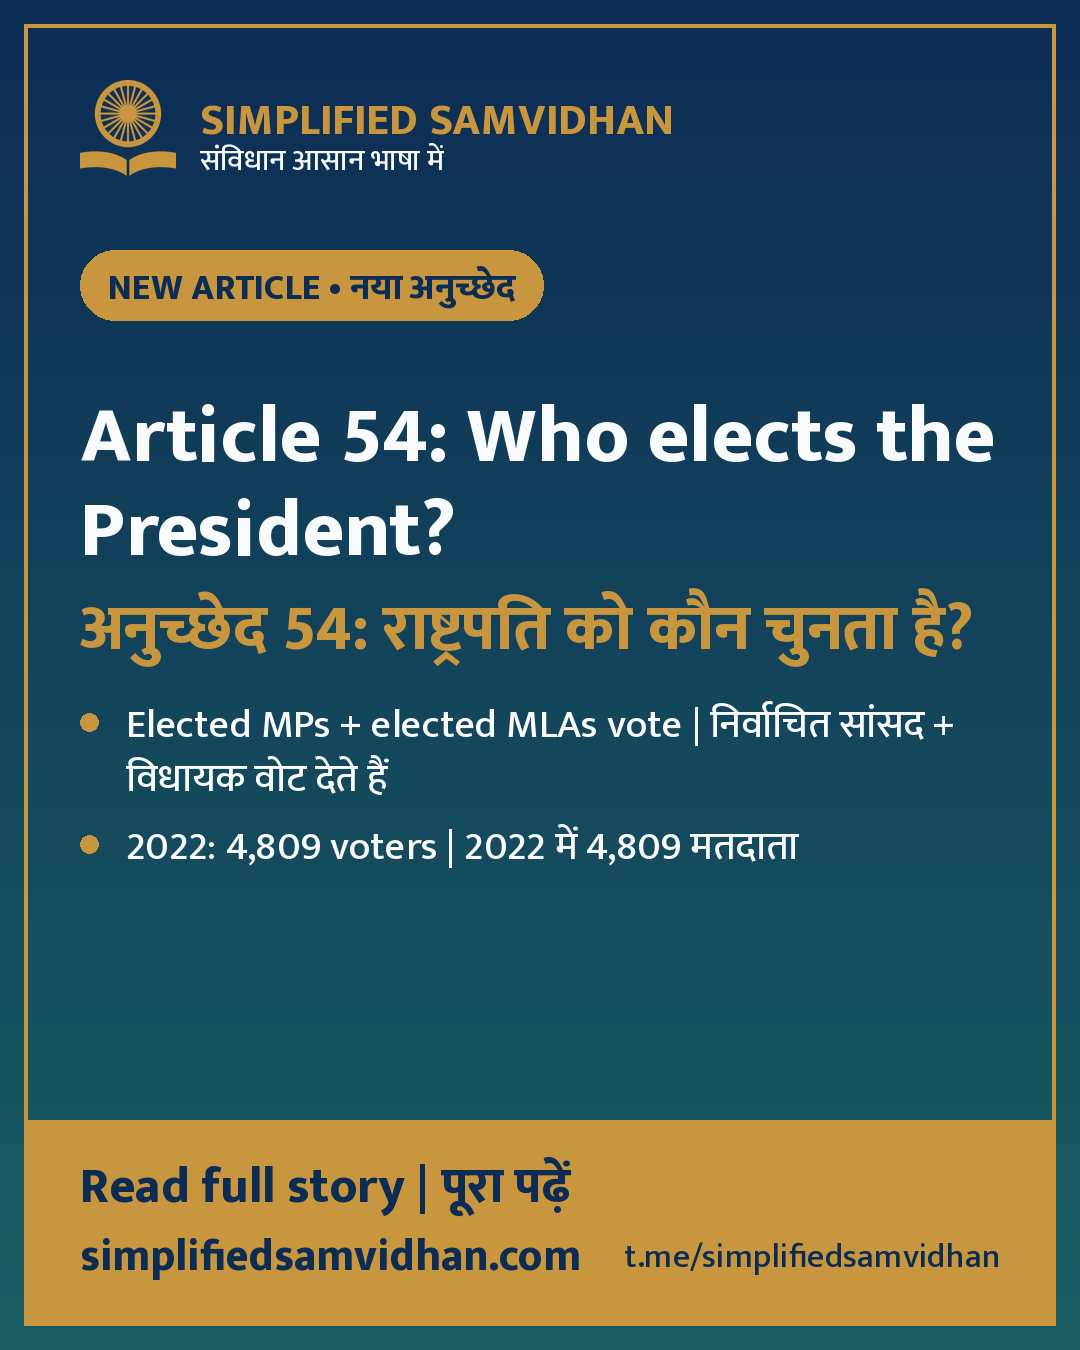 SIMPLIFIED SAMVIDHAN
संविधान आसान भाषा में
NEW ARTICLE • नया अनुच्छेद
Article 54: Who elects the
President?
अनुच्छेद 54: राष्ट्रपति को कौन चुनता है?
Elected MPs + elected MLAs vote | निर्वाचित सांसद +
विधायक वोट देते हैं
2022: 4,809 voters | 2022 में 4,809 मतदाता
Read full story | पूरा पढ़ें
simplifiedsamvidhan.com t.me/simplifiedsamvidhan